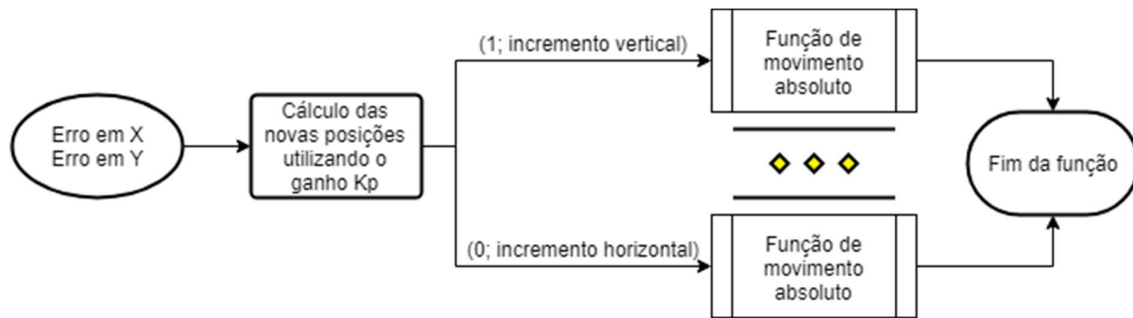 Erro em X
Erro em Y
Cálculo das
novas posições
utilizando o
ganho Kp
(1; incremento vertical)
Função de
movimento
absoluto
(0; incremento horizontal)
Função de
movimento
absoluto
Fim da função